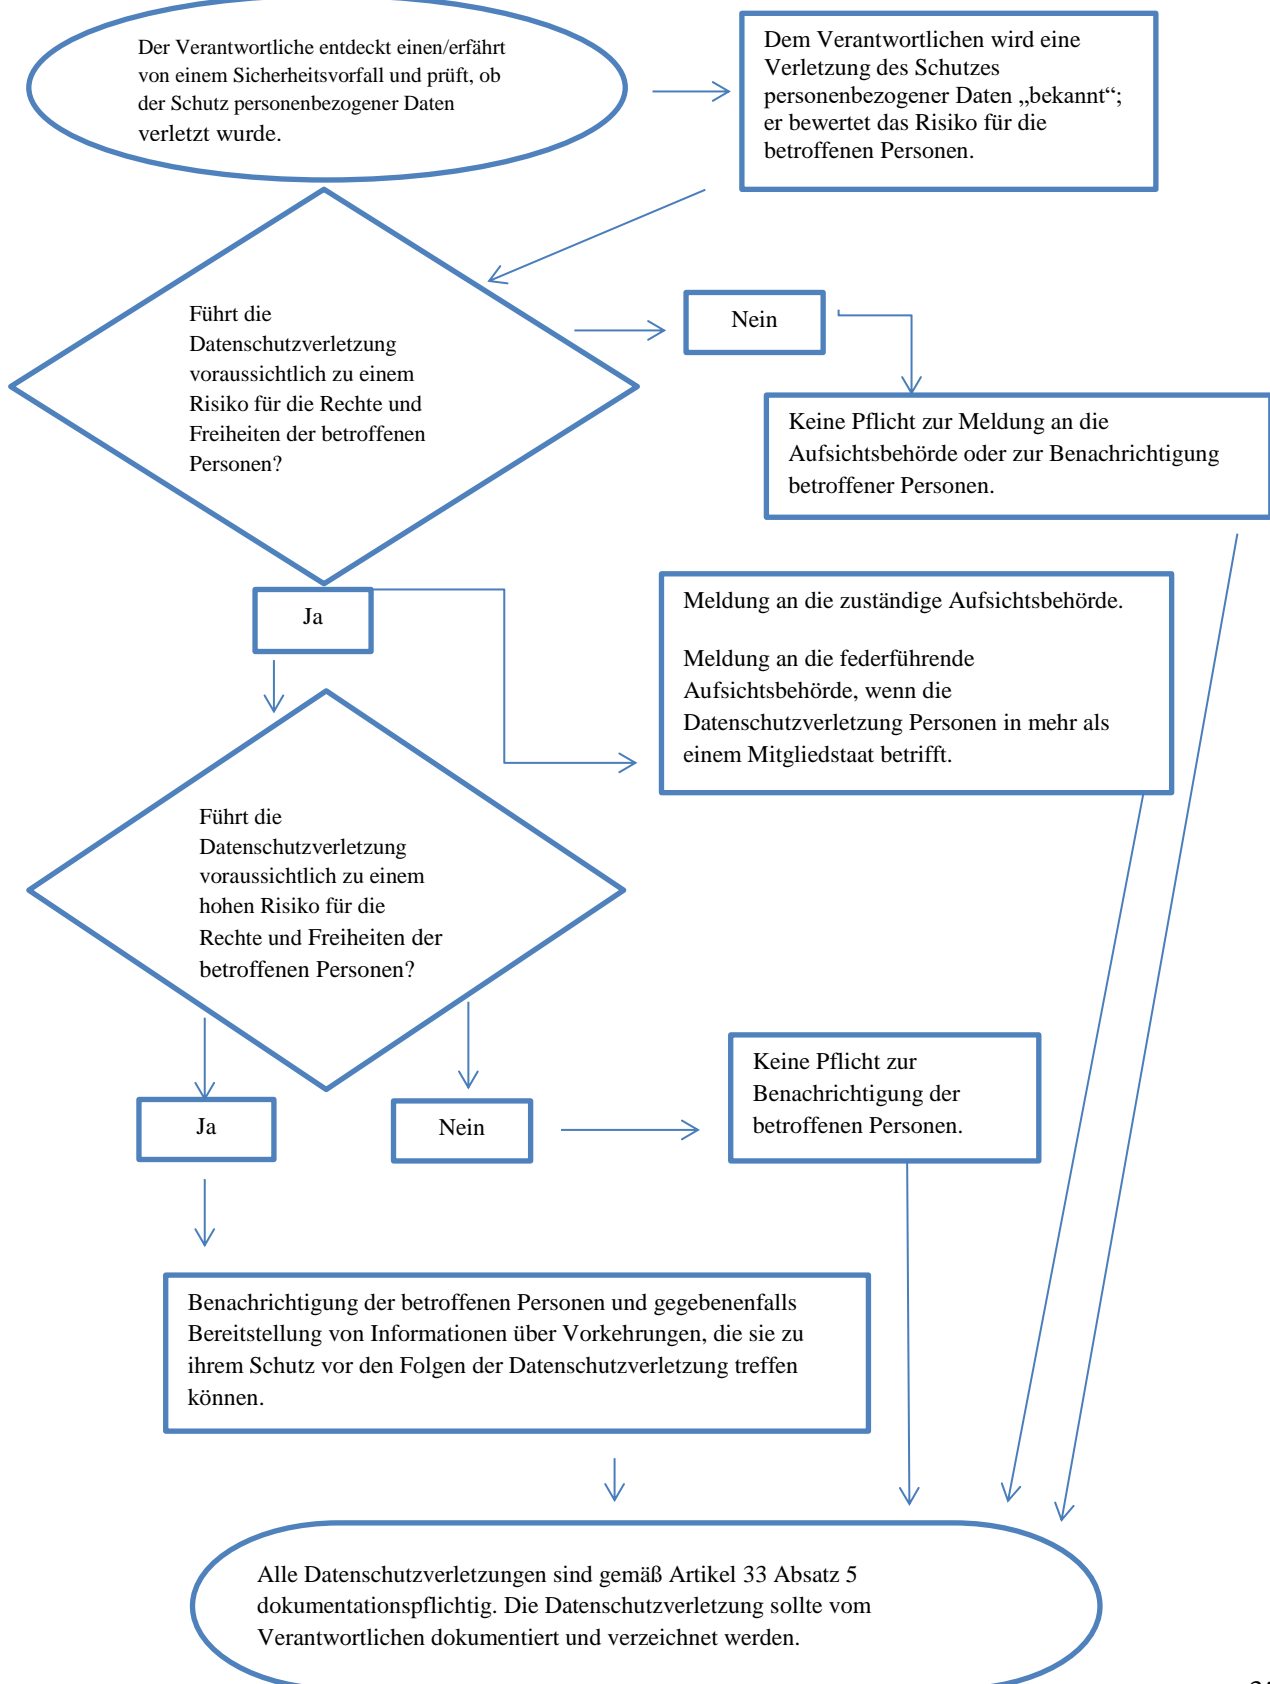 Der Verantwortliche entdeckt einen/erfährt
von einem Sicherheitsvorfall und prüft, ob
der Schutz personenbezogener Daten
verletzt wurde.
Dem Verantwortlichen wird eine
Verletzung des Schutzes
personenbezogener Daten „bekannt“;
er bewertet das Risiko für die
betroffenen Personen.
Führt die
Datenschutzverletzung
voraussichtlich zu einem
Risiko für die Rechte und
Freiheiten der betroffenen
Personen?
Nein
Keine Pflicht zur Meldung an die
Aufsichtsbehörde oder zur Benachrichtigung
betroffener Personen.
Ja
Meldung an die zuständige Aufsichtsbehörde.
Meldung an die federführende
Aufsichtsbehörde, wenn die
Datenschutzverletzung Personen in mehr als
einem Mitgliedstaat betrifft.
Führt die
Datenschutzverletzung
voraussichtlich zu einem
hohen Risiko für die
Rechte und Freiheiten der
betroffenen Personen?
Ja
Nein
Keine Pflicht zur
Benachrichtigung der
betroffenen Personen.
Benachrichtigung der betroffenen Personen und gegebenenfalls
Bereitstellung von Informationen über Vorkehrungen, die sie zu
ihrem Schutz vor den Folgen der Datenschutzverletzung treffen
können.
Alle Datenschutzverletzungen sind gemäß Artikel 33 Absatz 5
dokumentationspflichtig. Die Datenschutzverletzung sollte vom
Verantwortlichen dokumentiert und verzeichnet werden.